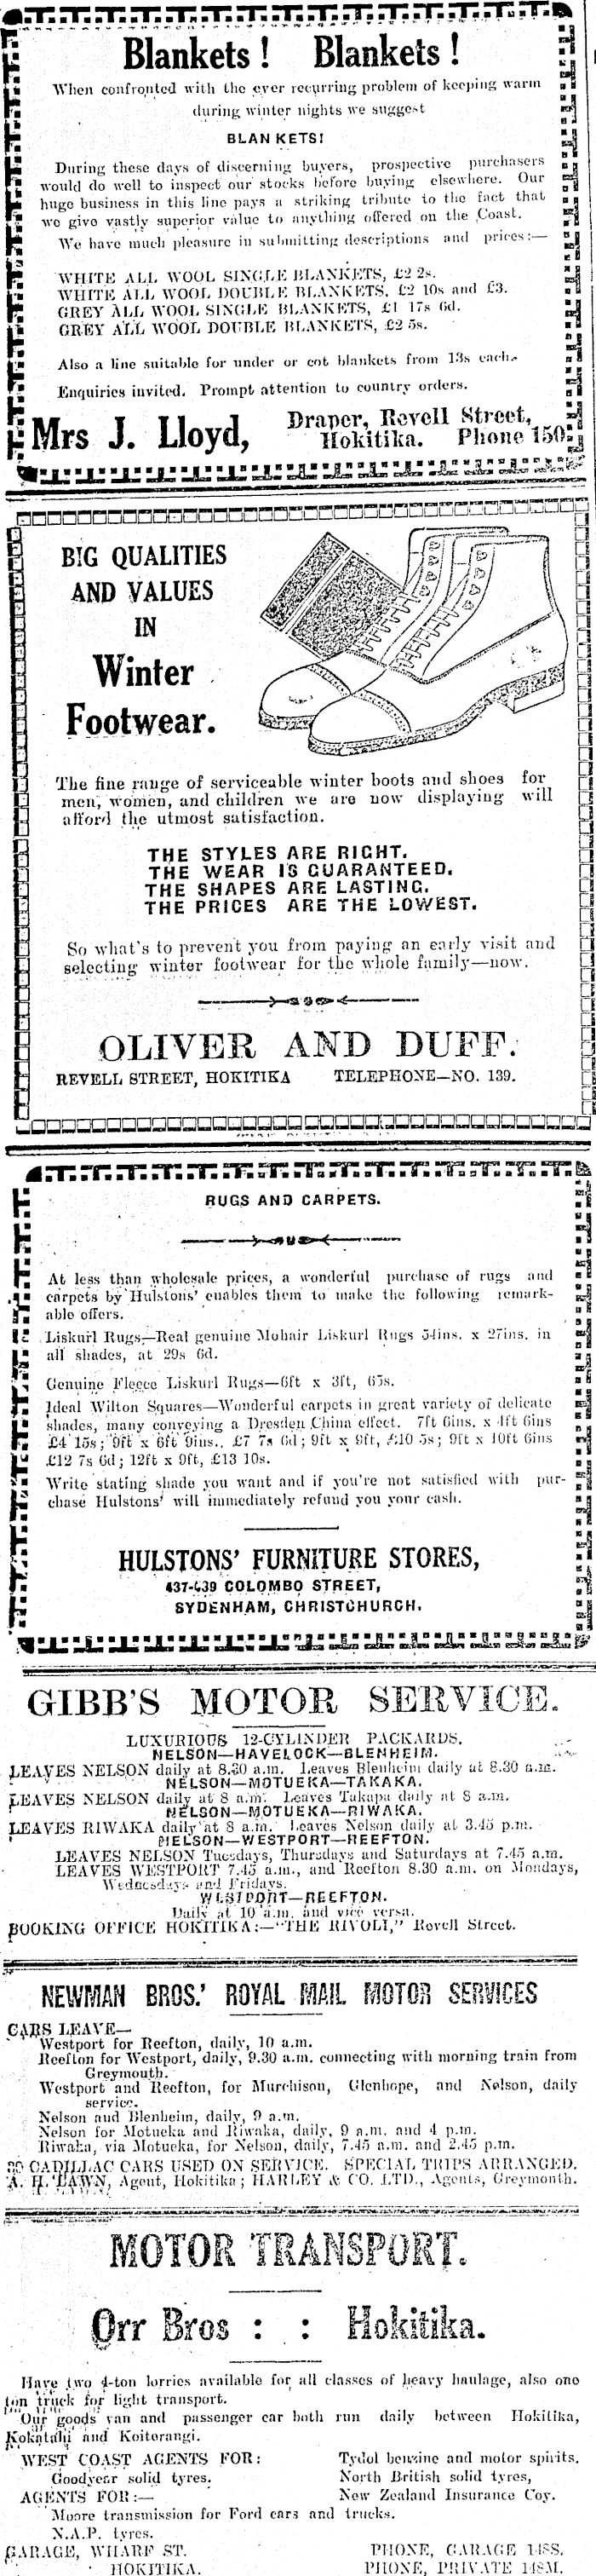 Blankets! Blankets!
When confronted with the ever recurring problem of keeping warm
during winter nights we suggest
BLANKETS!
During these days of discerning buyers, prospective purchasers
would do well to inspect our stocks before buying elsewhere. Our
huge business in this line pays a striking tribute to the fact that
we give vastly superior value to anything offered on the Coast.
We have much pleasure in submitting descriptions and prices:—
WHITE ALL WOOL SINGLE BLANKETS, £2 2s.
WHITE ALL WOOL DOUBLE BLANKETS, £2 10s and £3.
GREY ALL WOOL SINGLE BLANKETS, £1 17s 6d.
GREY ALL WOOL DOUBLE BLANKETS, £2 5s.
Also a line suitable for under or cot blankets from 13s each.
Enquiries invited. Prompt attention to country orders.
Mrs J. Lloyd, Draper, Revell Street,
Hokitika. Phone 150.
BIG QUALITIES
AND VALUES
IN
Winter
Footwear.
The fine range of serviceable winter boots and shoes for
men, women, and children we are now displaying will
afford the utmost satisfaction.
THE STYLES ARE RIGHT.
THE WEAR IS GUARANTEED.
THE SHAPES ARE LASTING.
THE PRICES ARE THE LOWEST.
So what's to prevent you from paying an early visit and
selecting winter footwear for the whole family—now.
OLIVER AND DUFF.
REVELL STREET, HOKITIKA TELEPHONE—NO. 139.
RUGS AND CARPETS.
At less than wholesale prices, a wonderful purchase of rugs and
carpets by Hulstons' enables them to make the following remark-
able offers.
Liskurl Rugs—Real genuine Mohair Liskurl Rugs 54ins. x 27ins. in
all shades, at 29s 6d.
Genuine Fleece Liskurl Rugs—6ft x 3ft, 65s.
Ideal Wilton Squares—Wonderful carpets in great variety of delicate
shades, many conveying a Dresden China effect. 7ft 6ins. x 4ft 6ins
£4 15s; 9ft x 6ft 9ins., £7 7s 6d; 9ft x 9ft, £10 5s; 9ft x 10ft 6ins
£12 7s 6d; 12ft x 9ft, £13 10s.
Write stating shade you want and if you're not satisfied with pur-
chase Hulstons' will immediately refund you your cash.
HULSTONS' FURNITURE STORES,
437-439 COLOMBO STREET,
SYDENHAM, CHRISTCHURCH.
GIBB'S MOTOR SERVICE.
LUXURIOUS 12-CYLINDER PACKARDS.
NELSON—HAVELOCK—BLENHEIM.
LEAVES NELSON daily at 8.30 a.m. Leaves Blenheim daily at 8.30 a.m.
NELSON—MOTUEKA—TAKAKA.
LEAVES NELSON daily at 8 a.m. Leaves Takapa daily at 8 a.m.
NELSON—MOTUEKA—RIWAKA.
LEAVES RIWAKA daily at 8 a.m. Leaves Nelson daily at 3.45 p.m.
NELSON—WESTPORT—REEFTON.
LEAVES NELSON Tuesdays, Thursdays and Saturdays at 7.45 a.m.
LEAVES WESTPORT 7.45 a.m., and Reefton 8.30 a.m. on Mondays,
Wednesdays and Fridays.
WESTPORT—REEFTON.
Daily at 10 a.m. and vice versa.
BOOKING OFFICE HOKITIKA:—"THE RIVOLI," Revell Street.
NEWMAN BROS.' ROYAL MAIL MOTOR SERVICES
CARS LEAVE—
Westport for Reefton, daily, 10 a.m.
Reefton for Westport, daily, 9.30 a.m. connecting with morning train from
Greymouth.
Westport and Reefton, for Murchison, Glenhope, and Nelson, daily
service.
Nelson and Blenheim, daily, 9 a.m.
Nelson for Motueka and Riwaka, daily, 9 a.m. and 4 p.m.
Riwaka, via Motueka, for Nelson, daily, 7.45 a.m. and 2.45 p.m.
CADILLAC CARS USED ON SERVICE. SPECIAL TRIPS ARRANGED.
A. H. LAWN, Agent, Hokitika; HARLEY & CO. LTD., Agents, Greymouth.
MOTOR TRANSPORT.
Orr Bros : : Hokitika.
Have two 4-ton lorries available for all classes of heavy haulage, also one
ton truck for light transport.
Our goods van and passenger car both run daily between Hokitika,
Kokatahi and Koiterangi.
WEST COAST AGENTS FOR: Tydol benzine and motor spirits.
Goodyear solid tyres. North British solid tyres,
AGENTS FOR:— New Zealand Insurance Coy.
Moore transmission for Ford cars and trucks.
N.A.P. tyres.
GARAGE, WHARF ST. PHONE, GARAGE 148S.
HOKITIKA. PHONE, PRIVATE 148M.